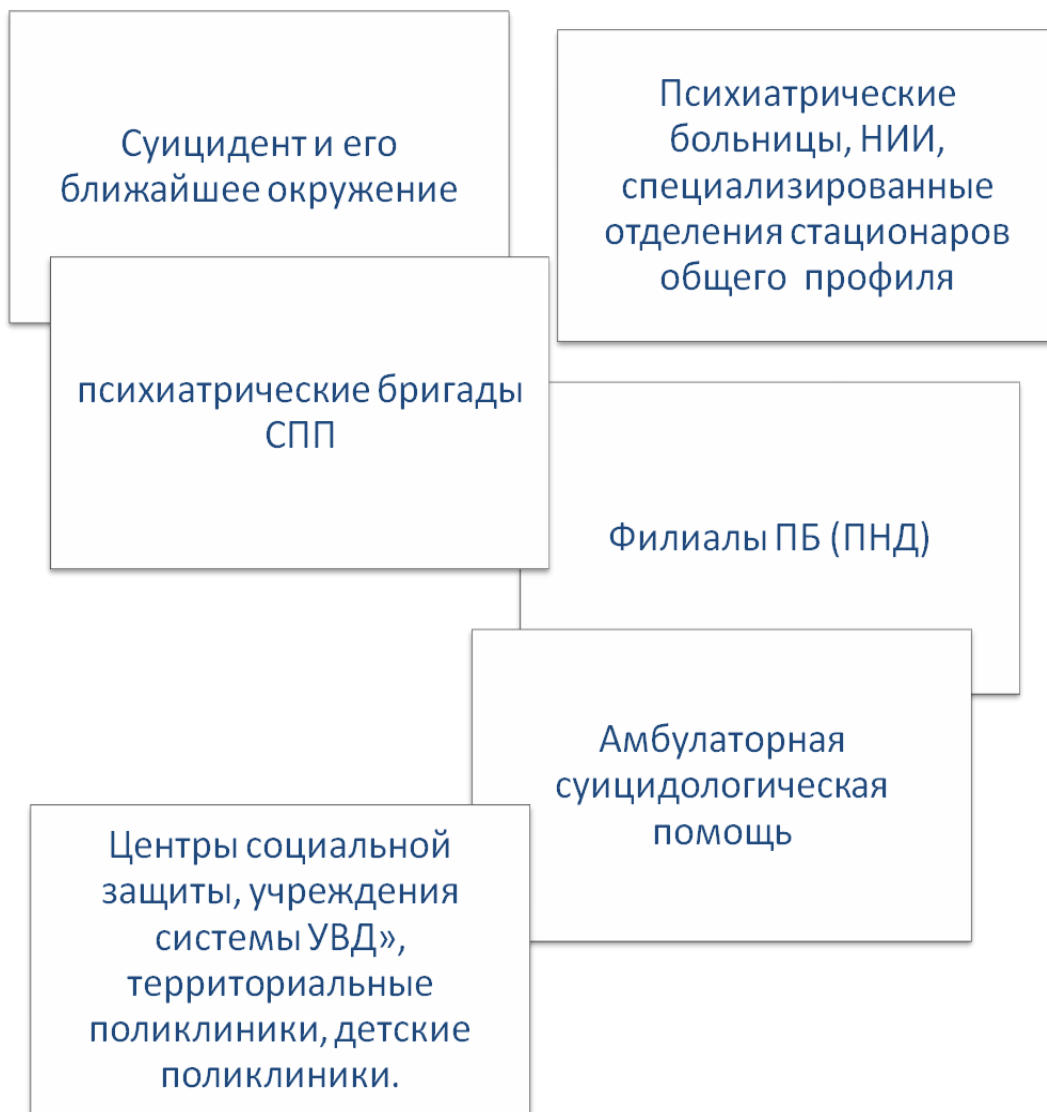 Суицидент и его
ближайшее окружение
Психиатрические
больницы, НИИ,
специализированные
отделения стационаров
общего профиля
психиатрические бригады
СПП
Филиалы ПБ (ПНД)
Амбулаторная
суицидологическая
помощь
Центры социальной
защиты, учреждения
системы УВД»,
территориальные
поликлиники, детские
поликлиники.